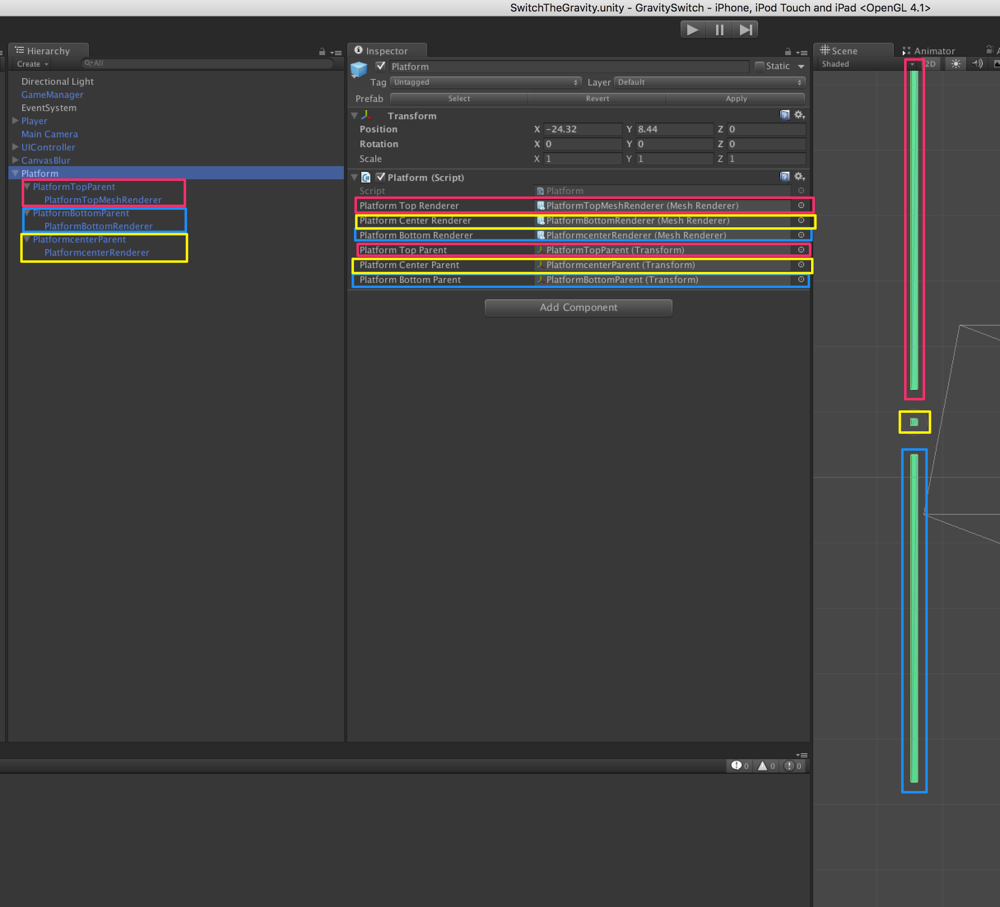 SwitchTheGravity.unity - GravitySwitch - iPhone, iPod Touch and iPad <OpenGL 4.1>
Hierarchy
Create
All
Directional Light
GameManager
EventSystem
Player
Main Camera
UIController
CanvasBlur
Platform
PlatformTopParent
PlatformTopMeshRenderer
PlatformBottomParent
PlatformBottomRenderer
PlatformcenterParent
PlatformcenterRenderer
Inspector
Platform Static
Tag Untagged Layer Default
Prefab Select Revert Apply
Transform
Position X -24.32 Y 8.44 Z 0
Rotation X 0 Y 0 Z 0
Scale X 1 Y 1 Z 1
Platform (Script)
Script Platform
Platform Top Renderer PlatformTopMeshRenderer (Mesh Renderer)
Platform Center Renderer PlatformBottomRenderer (Mesh Renderer)
Platform Bottom Renderer PlatformcenterRenderer (Mesh Renderer)
Platform Top Parent PlatformTopParent (Transform)
Platform Center Parent PlatformcenterParent (Transform)
Platform Bottom Parent PlatformBottomParent (Transform)
Add Component
0 0 0
Scene Animator
Shaded 2D